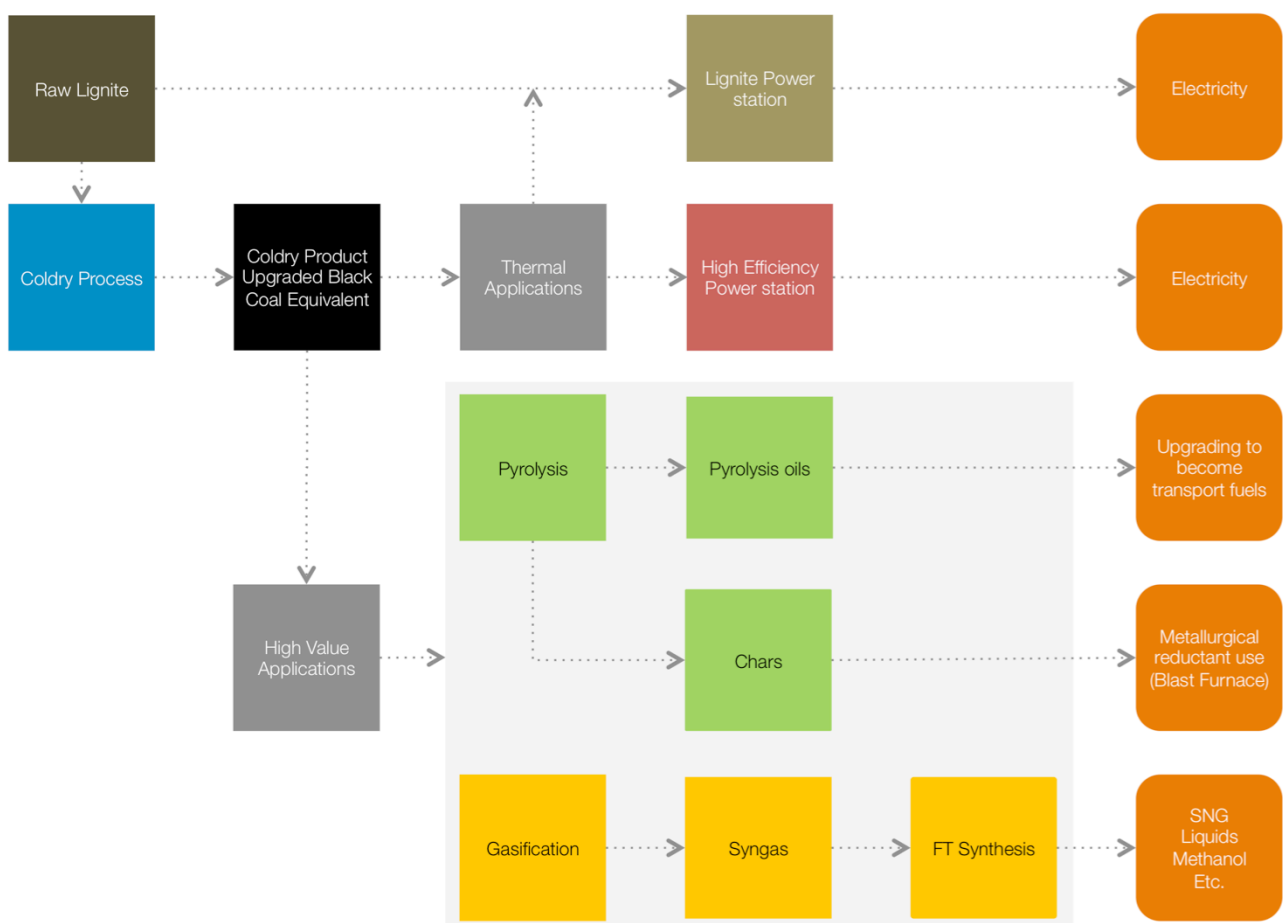 Raw Lignite
Lignite Power
station
Electricity
Coldry Process
Coldry Product
Upgraded Black
Coal Equivalent
Thermal
Applications
High Efficiency
Power station
Electricity
Pyrolysis
Pyrolysis oils
Upgrading to
become
transport fuels
High Value
Applications
Chars
Metallurgical
reductant use
(Blast Furnace)
Gasification
Syngas
FT Synthesis
SNG
Liquids
Methanol
Etc.